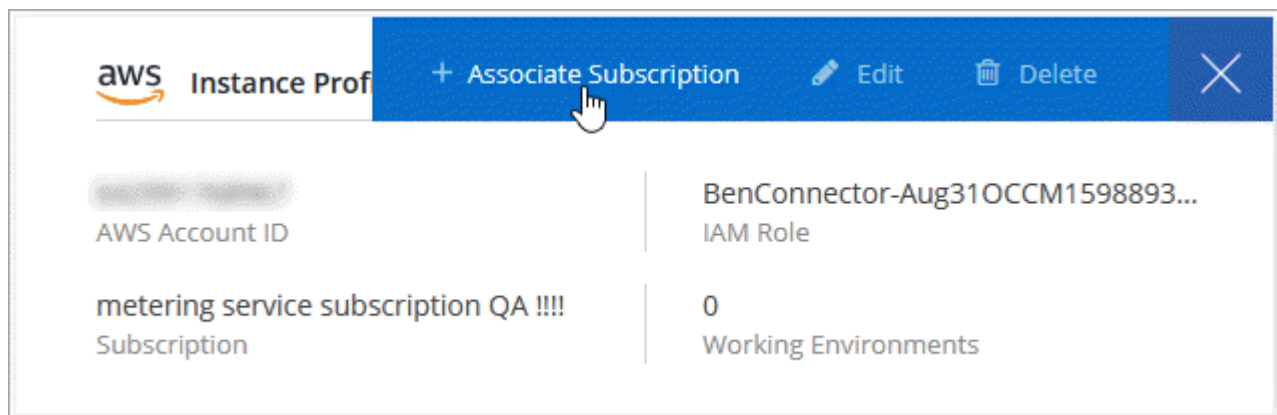 aws Instance Profi + Associate Subscription Edit Delete
BenConnector-Aug31OCCM1598893...
AWS Account ID
IAM Role
metering service subscription QA !!!!
0
Subscription
Working Environments